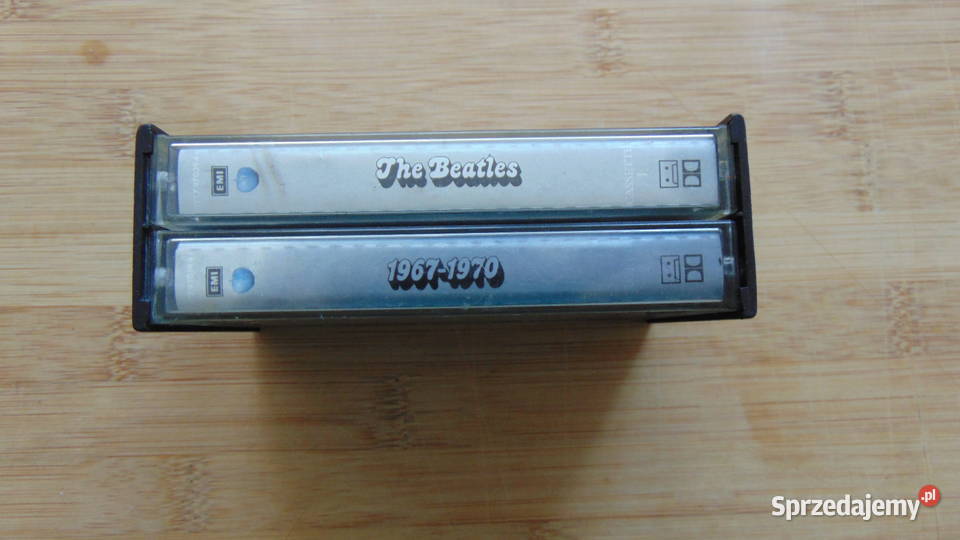 EMI
The Beatles
1967-1970
EMI
Sprzedajemy.pl